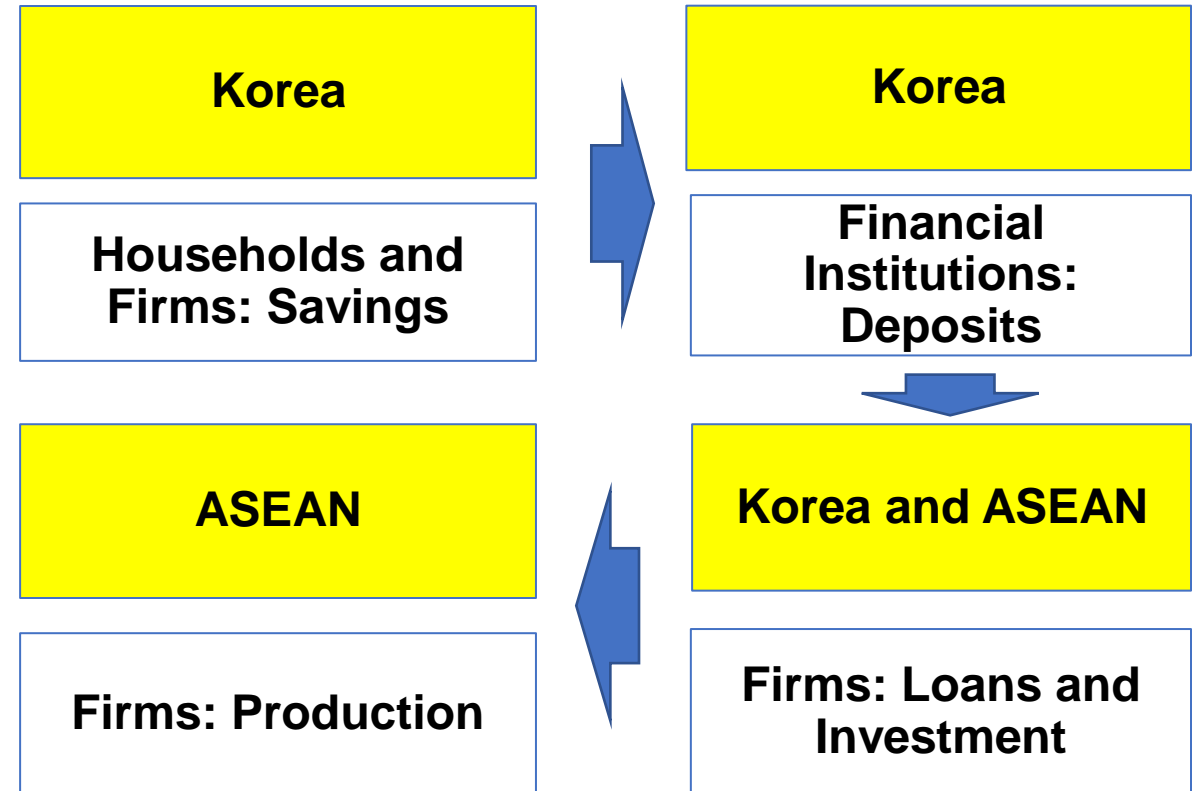 Korea
Households and
Firms: Savings
Korea
Financial
Institutions:
Deposits
ASEAN
Firms: Production
Korea and ASEAN
Firms: Loans and
Investment